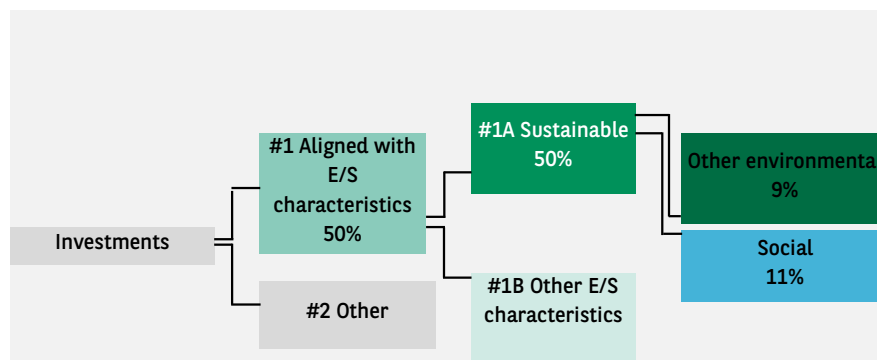 Investments
#1 Aligned with
E/S
characteristics
50%
#2 Other
#1A Sustainable
50%
#1B Other E/S
characteristics
Other environmenta
9%
Social
11%